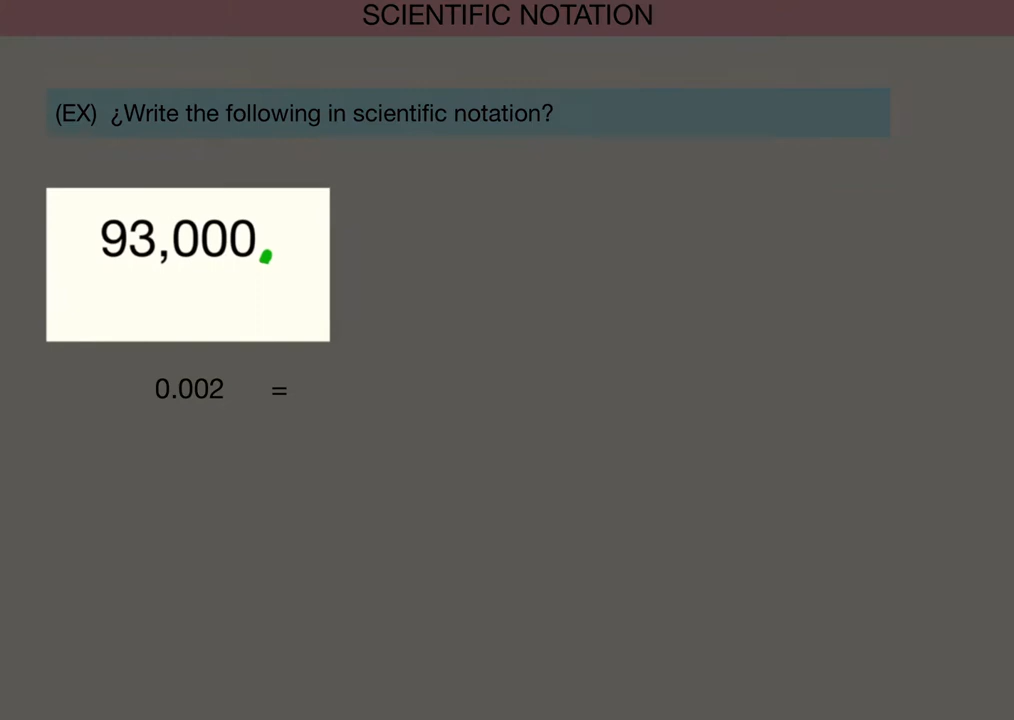 SCIENTIFIC NOTATION
(EX) ¿Write the following in scientific notation?
93,000.
0.002 =